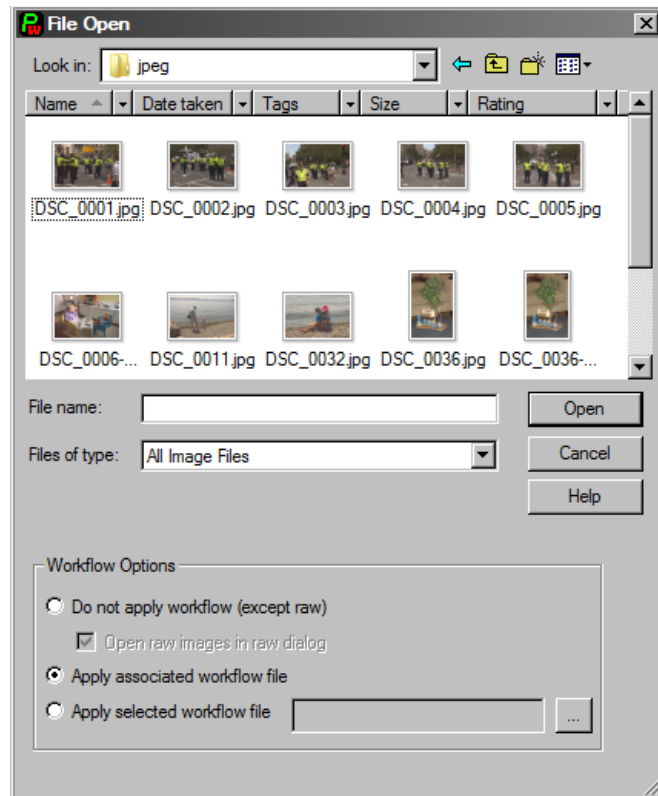 Pw File Open
Look in: jpeg
Name Date taken Tags Size Rating
DSC_0001.jpg DSC_0002.jpg DSC_0003.jpg DSC_0004.jpg DSC_0005.jpg
DSC_0006-... DSC_0011.jpg DSC_0032.jpg DSC_0036.jpg DSC_0036-...
File name: Open
Files of type: All Image Files Cancel
Help
Workflow Options
Do not apply workflow (except raw)
Open raw images in raw dialog
Apply associated workflow file
Apply selected workflow file ...